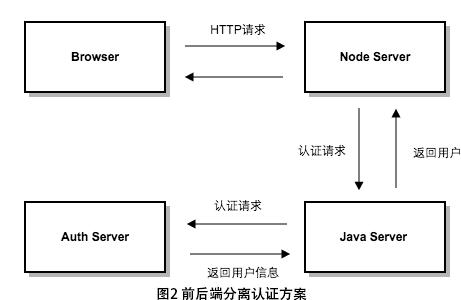 HTTP请求
Browser
Node Server
认证请求
返回用户
认证请求
Auth Server
Java Server
返回用户信息
图2 前后端分离认证方案